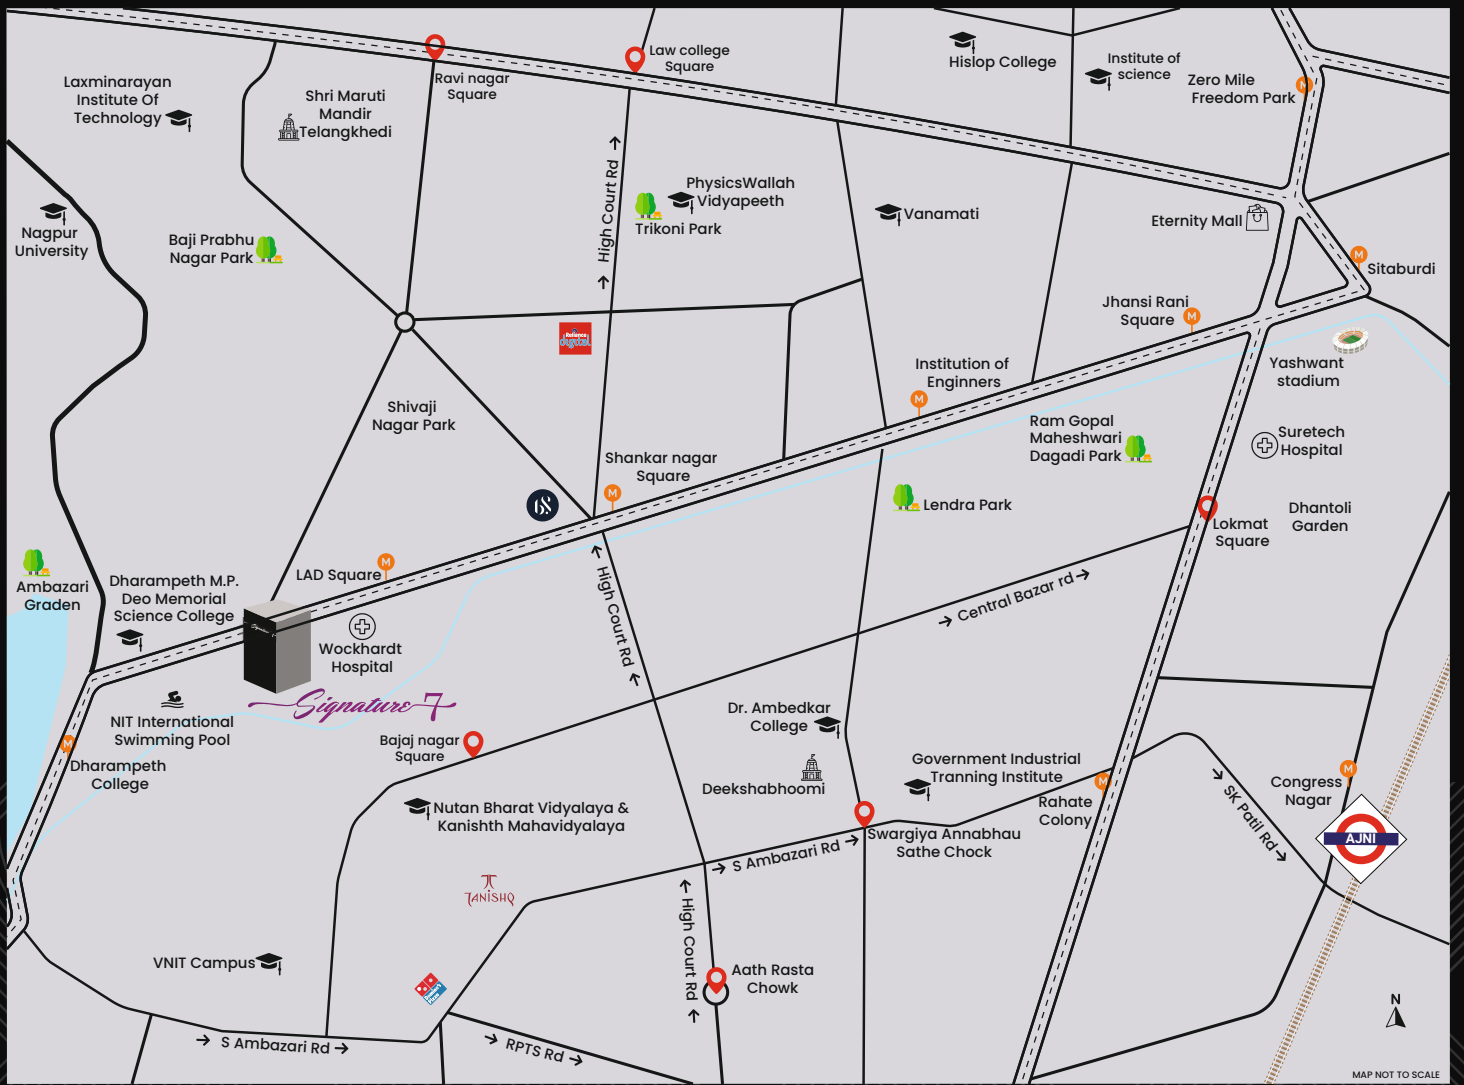 Law college
Square
Ravi nagar
Square
Hislop College
Institute of
science
Zero Mile
Freedom Park
Laxminarayan
Institute Of
Technology
Shri Maruti
Mandir
Telangkhedi
High Court Rd
PhysicsWallah
Vidyapeeth
Trikoni Park
Vanamati
Eternity Mall
Nagpur
University
Baji Prabhu
Nagar Park
Sitaburdi
Jhansi Rani
Square
Reliance
digital
Institution of
Enginners
Yashwant
stadium
Shivaji
Nagar Park
Ram Gopal
Maheshwari
Dagadi Park
Suretech
Hospital
Shankar nagar
Square
Lendra Park
Dhantoli
Garden
Lokmat
Square
LAD Square
Ambazari
Graden
Dharampeth M.P.
Deo Memorial
Science College
High Court Rd
Central Bazar rd
Wockhardt
Hospital
Signature 7
NIT International
Swimming Pool
Bajaj nagar
Square
Dr. Ambedkar
College
Dharampeth
College
Deekshabhoomi
Government Industrial
Tranning Institute
Rahate
Colony
SK Patil Rd
Congress
Nagar
AJNI
Nutan Bharat Vidyalaya &
Kanishth Mahavidyalaya
Swargiya Annabhau
Sathe Chock
S Ambazari Rd
TANISHQ
High Court Rd
VNIT Campus
Aath Rasta
Chowk
Domino's
Pizza
S Ambazari Rd
RPTS Rd
N
MAP NOT TO SCALE
M
M
M
M
M
M
M
M
M